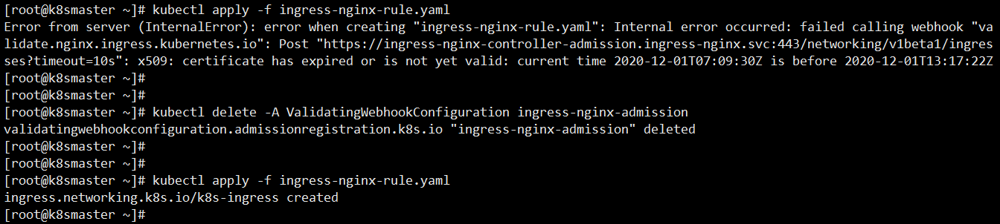 [root@k8smaster ~]# kubectl apply -f ingress-nginx-rule.yaml
Error from server (InternalError): error when creating "ingress-nginx-rule.yaml": Internal error occurred: failed calling webhook "va
lidate.nginx.ingress.kubernetes.io": Post "https://ingress-nginx-controller-admission.ingress-nginx.svc:443/networking/v1beta1/ingres
ses?timeout=10s": x509: certificate has expired or is not yet valid: current time 2020-12-01T07:09:30Z is before 2020-12-01T13:17:22Z
[root@k8smaster ~]#
[root@k8smaster ~]#
[root@k8smaster ~]# kubectl delete -A ValidatingWebhookConfiguration ingress-nginx-admission
validatingwebhookconfiguration.admissionregistration.k8s.io "ingress-nginx-admission" deleted
[root@k8smaster ~]#
[root@k8smaster ~]#
[root@k8smaster ~]# kubectl apply -f ingress-nginx-rule.yaml
ingress.networking.k8s.io/k8s-ingress created
[root@k8smaster ~]#